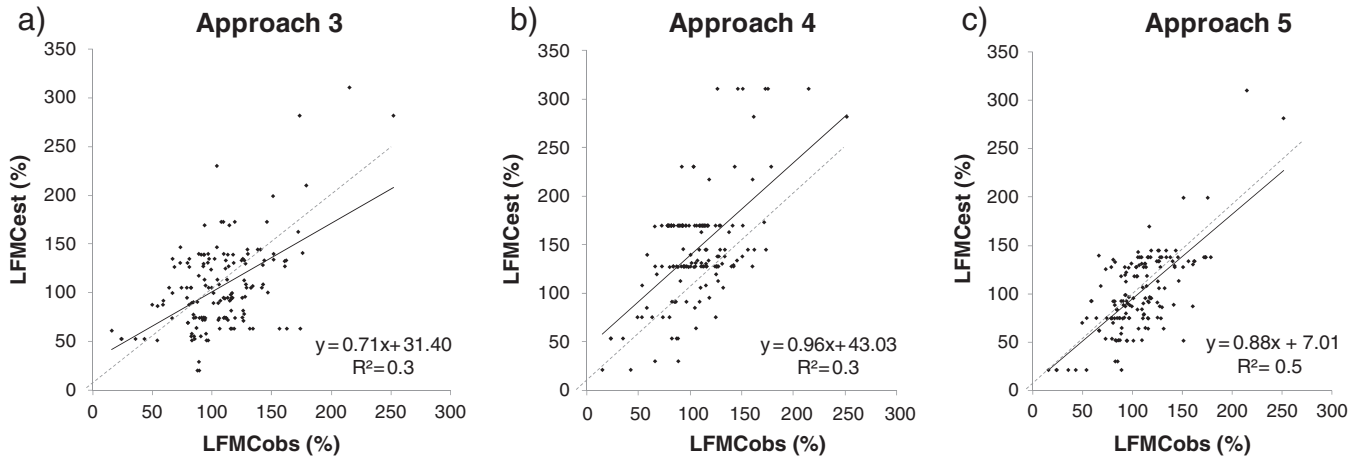 a) Approach 3
LFMCest (%)
350
300
250
200
150
100
50
0
y = 0.71x + 31.40
R² = 0.3
0 50 100 150 200 250 300
LFMCobs (%)
b) Approach 4
LFMCest (%)
350
300
250
200
150
100
50
0
y = 0.96x + 43.03
R² = 0.3
0 50 100 150 200 250 300
LFMCobs (%)
c) Approach 5
LFMCest (%)
350
300
250
200
150
100
50
0
y = 0.88x + 7.01
R² = 0.5
0 50 100 150 200 250 300
LFMCobs (%)